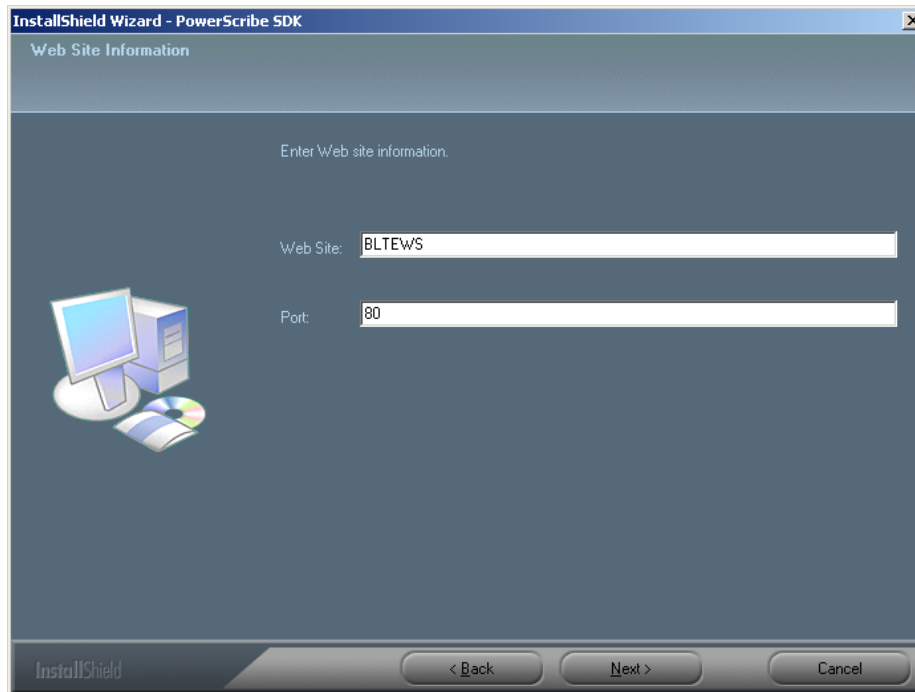 InstallShield Wizard - PowerScribe SDK
Web Site Information
Enter Web site information.
Web Site: BLTEWS
Port: 80
InstallShield
< Back Next > Cancel